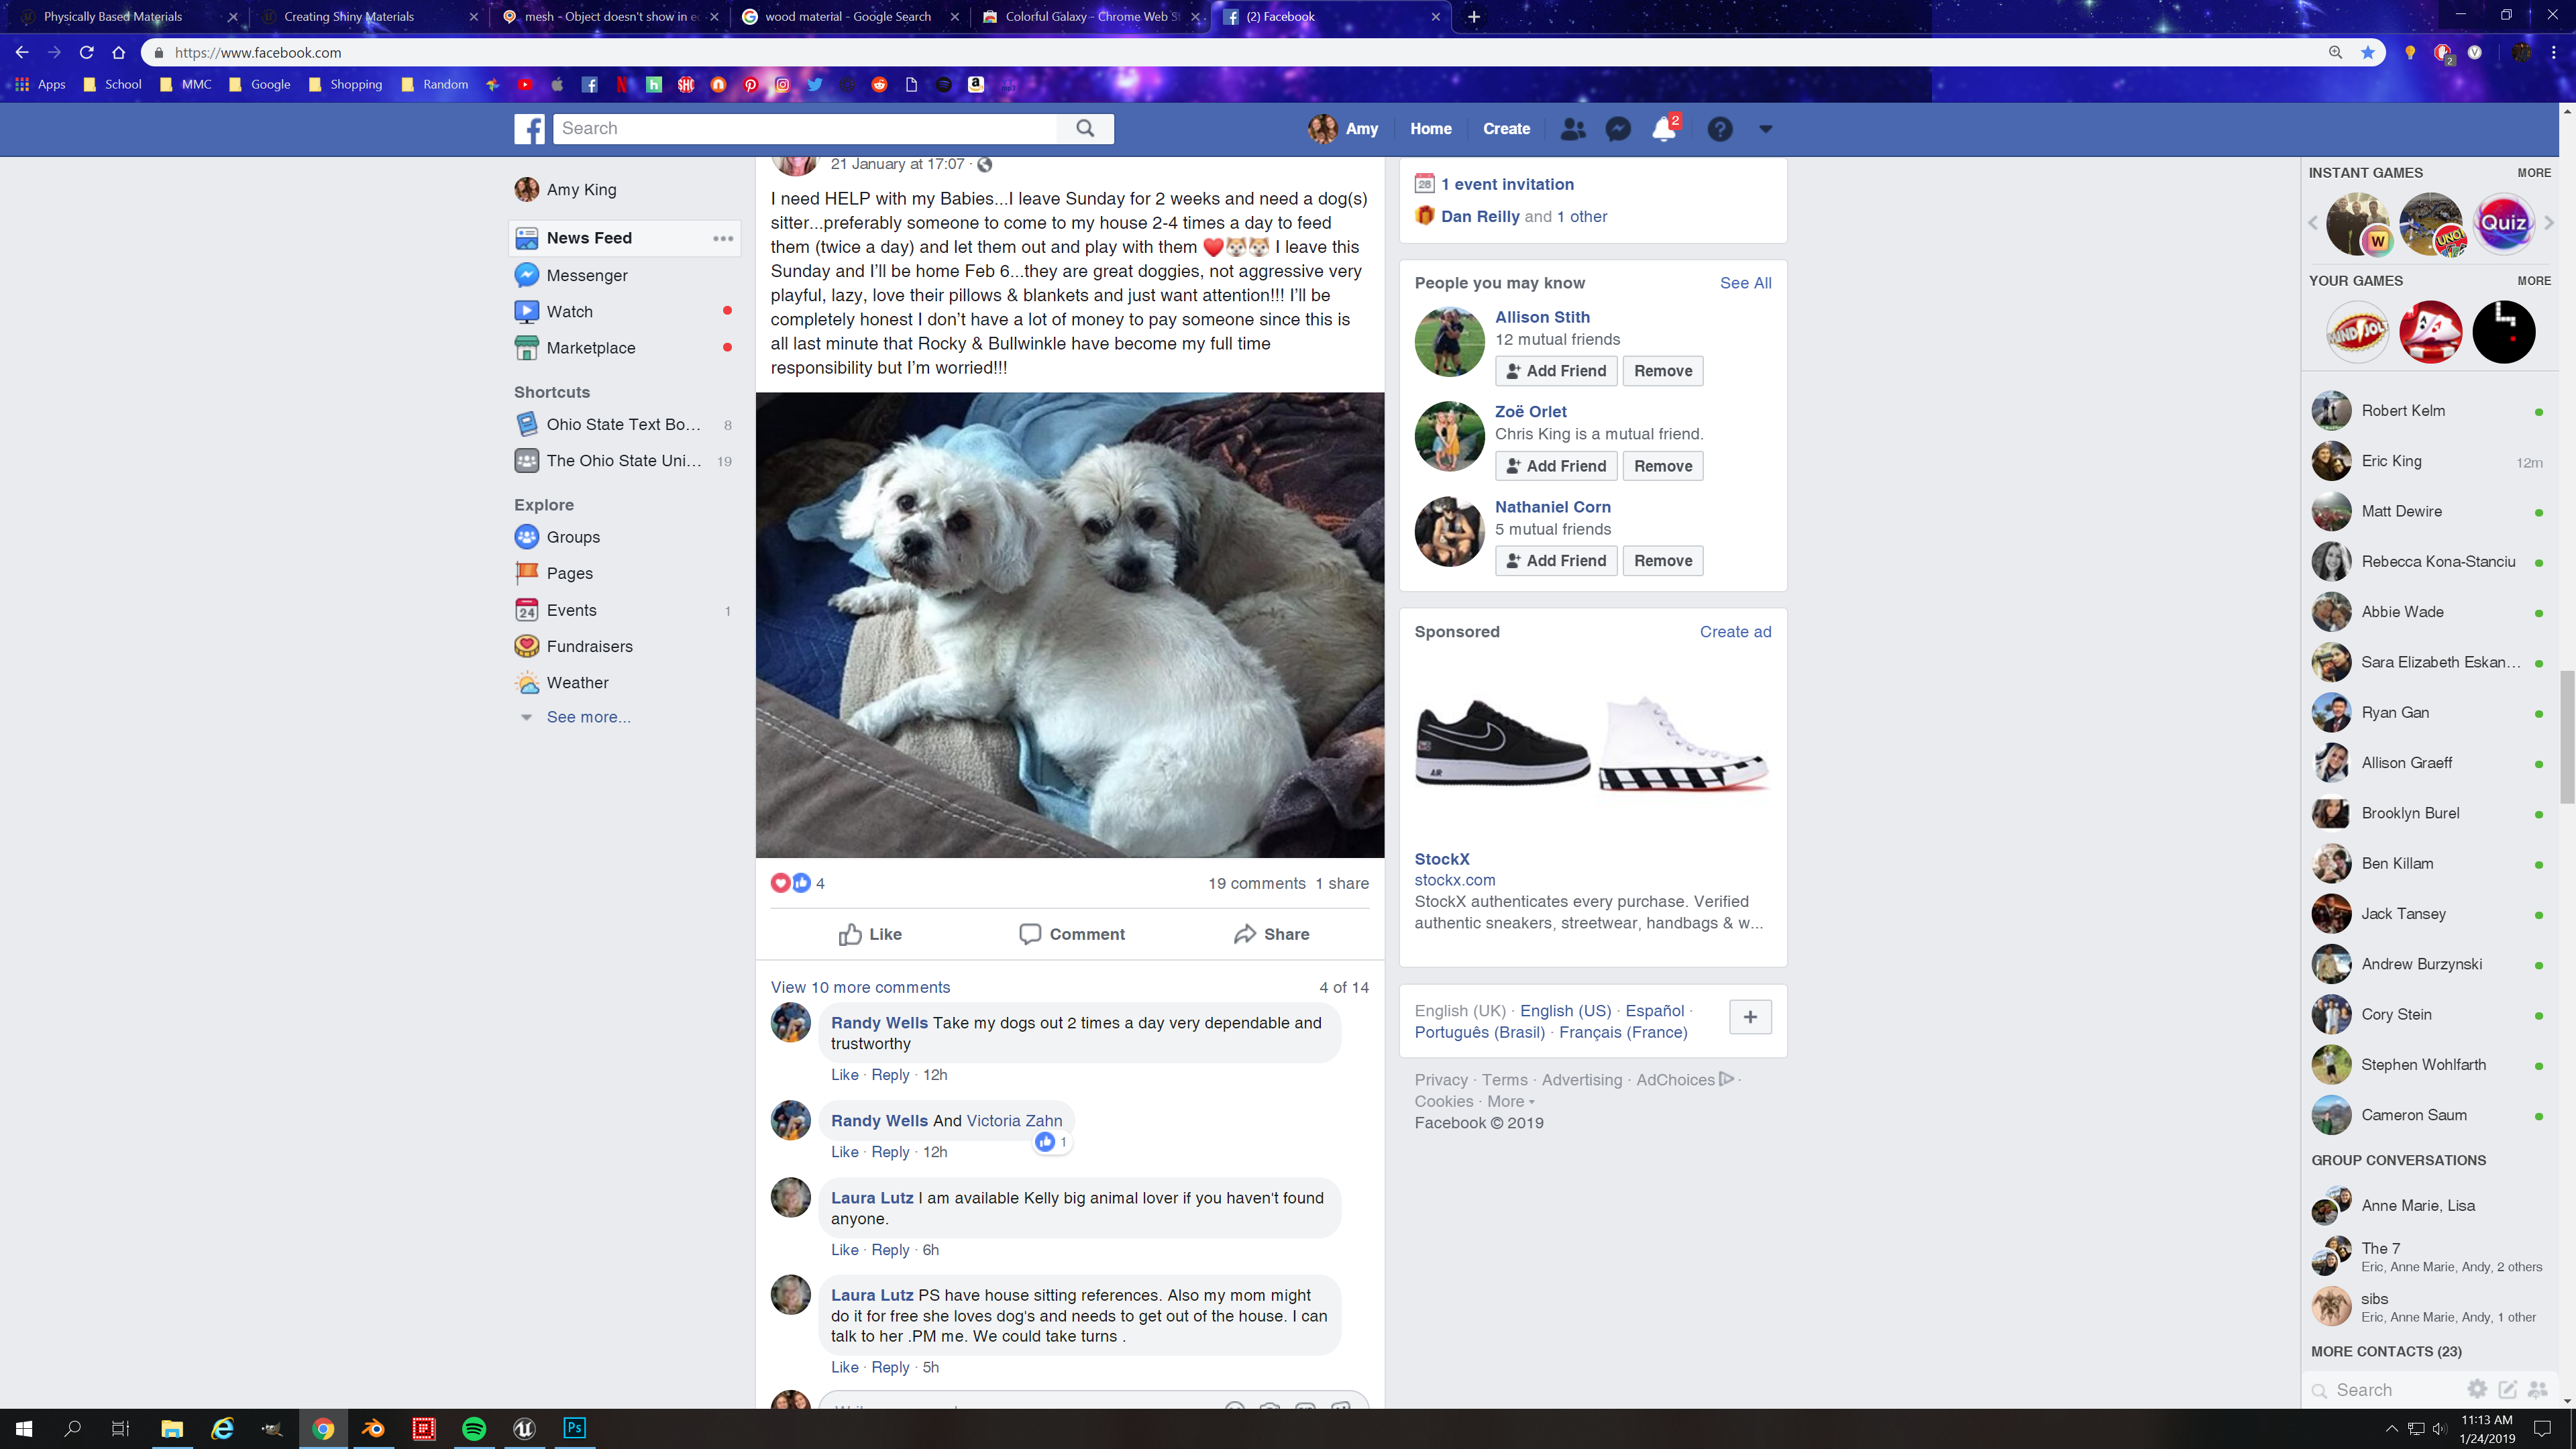 Physically Based Materials
Creating Shiny Materials
mesh - Object doesn't show in e
wood material - Google Search
Colorful Galaxy - Chrome Web S
(2) Facebook
https://www.facebook.com
2
Apps
School
MMC
Google
Shopping
Random
Search
Amy
Home
Create
2
21 January at 17:07 ·
Amy King
News Feed
Messenger
Watch
Marketplace
Shortcuts
Ohio State Text Bo... 8
The Ohio State Uni... 19
Explore
Groups
Pages
Events 1
Fundraisers
Weather
See more...
I need HELP with my Babies...I leave Sunday for 2 weeks and need a dog(s)
sitter...preferably someone to come to my house 2-4 times a day to feed
them (twice a day) and let them out and play with them ❤️🐶🐶 I leave this
Sunday and I'll be home Feb 6...they are great doggies, not aggressive very
playful, lazy, love their pillows & blankets and just want attention!!! I'll be
completely honest I don't have a lot of money to pay someone since this is
all last minute that Rocky & Bullwinkle have become my full time
responsibility but I'm worried!!!
4
19 comments 1 share
Like
Comment
Share
View 10 more comments
4 of 14
Randy Wells Take my dogs out 2 times a day very dependable and
trustworthy
Like · Reply · 12h
Randy Wells And Victoria Zahn
1
Like · Reply · 12h
Laura Lutz I am available Kelly big animal lover if you haven't found
anyone.
Like · Reply · 6h
Laura Lutz PS have house sitting references. Also my mom might
do it for free she loves dog's and needs to get out of the house. I can
talk to her .PM me. We could take turns .
Like · Reply · 5h
1 event invitation
Dan Reilly and 1 other
People you may know
See All
Allison Stith
12 mutual friends
Add Friend
Remove
Zoë Orlet
Chris King is a mutual friend.
Add Friend
Remove
Nathaniel Corn
5 mutual friends
Add Friend
Remove
Sponsored
Create ad
AIR
StockX
stockx.com
StockX authenticates every purchase. Verified
authentic sneakers, streetwear, handbags & w...
English (UK) · English (US) · Español ·
Português (Brasil) · Français (France)
Privacy · Terms · Advertising · AdChoices ·
Cookies · More
Facebook © 2019
INSTANT GAMES
MORE
W
UNO!
Quiz
YOUR GAMES
MORE
MINDJOLT
Robert Kelm
Eric King 12m
Matt Dewire
Rebecca Kona-Stanciu
Abbie Wade
Sara Elizabeth Eskan...
Ryan Gan
Allison Graeff
Brooklyn Burel
Ben Killam
Jack Tansey
Andrew Burzynski
Cory Stein
Stephen Wohlfarth
Cameron Saum
GROUP CONVERSATIONS
Anne Marie, Lisa
The 7
Eric, Anne Marie, Andy, 2 others
sibs
Eric, Anne Marie, Andy, 1 other
MORE CONTACTS (23)
Search
Ps
11:13 AM
1/24/2019